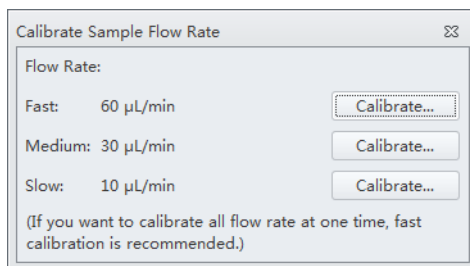 Calibrate Sample Flow Rate
Flow Rate:
Fast: 60 µL/min Calibrate...
Medium: 30 µL/min Calibrate...
Slow: 10 µL/min Calibrate...
(If you want to calibrate all flow rate at one time, fast
calibration is recommended.)